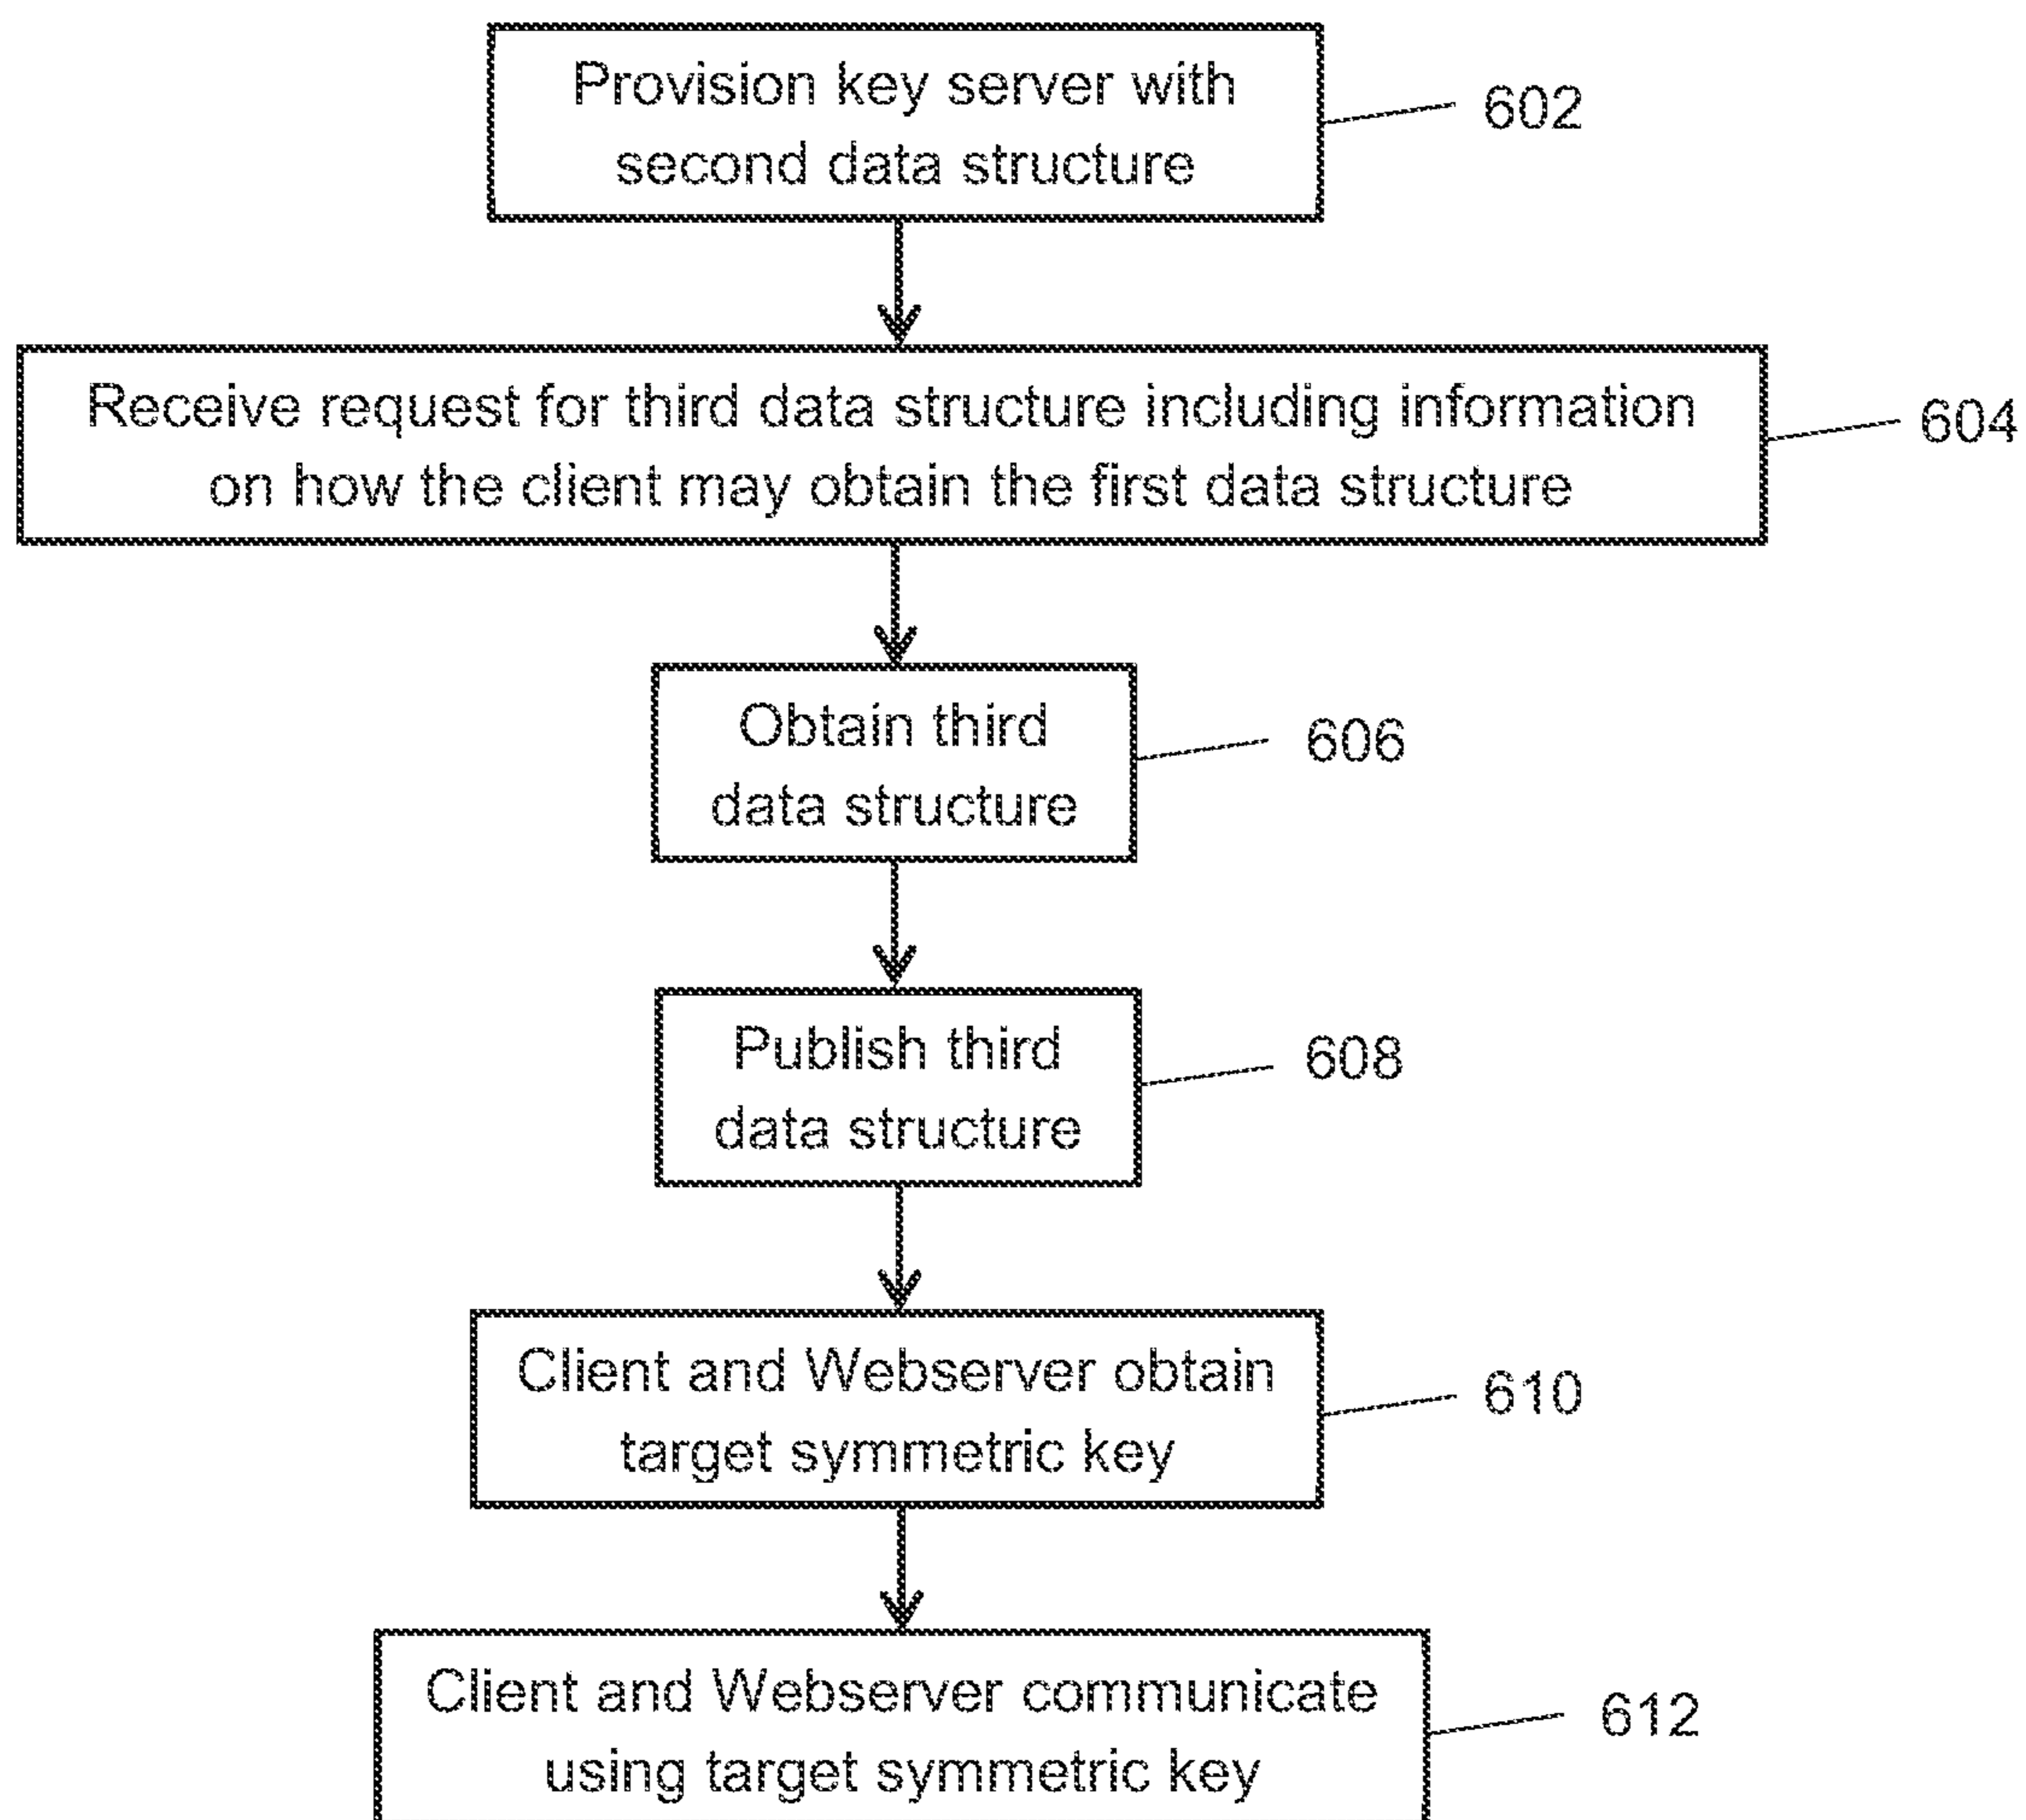 Provision key server with
second data structure
602
Receive request for third data structure including information
on how the client may obtain the first data structure
604
Obtain third
data structure
606
Publish third
data structure
608
Client and Webserver obtain
target symmetric key
610
Client and Webserver communicate
using target symmetric key
612